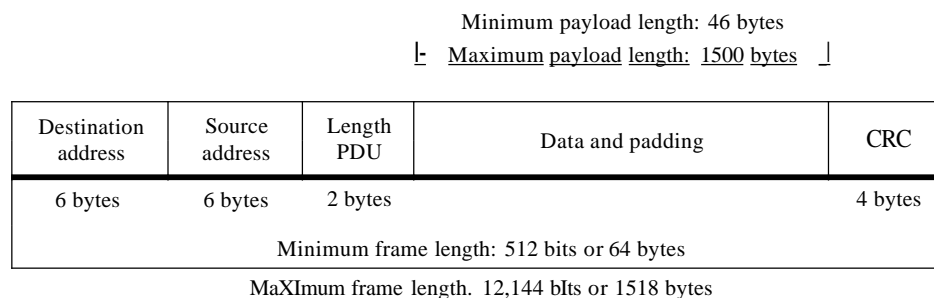 Minimum payload length: 46 bytes
|- Maximum payload length: 1500 bytes _|
Destination address
Source address
Length PDU
Data and padding
CRC
6 bytes
6 bytes
2 bytes
4 bytes
Minimum frame length: 512 bits or 64 bytes
MaXImum frame length. 12,144 bIts or 1518 bytes